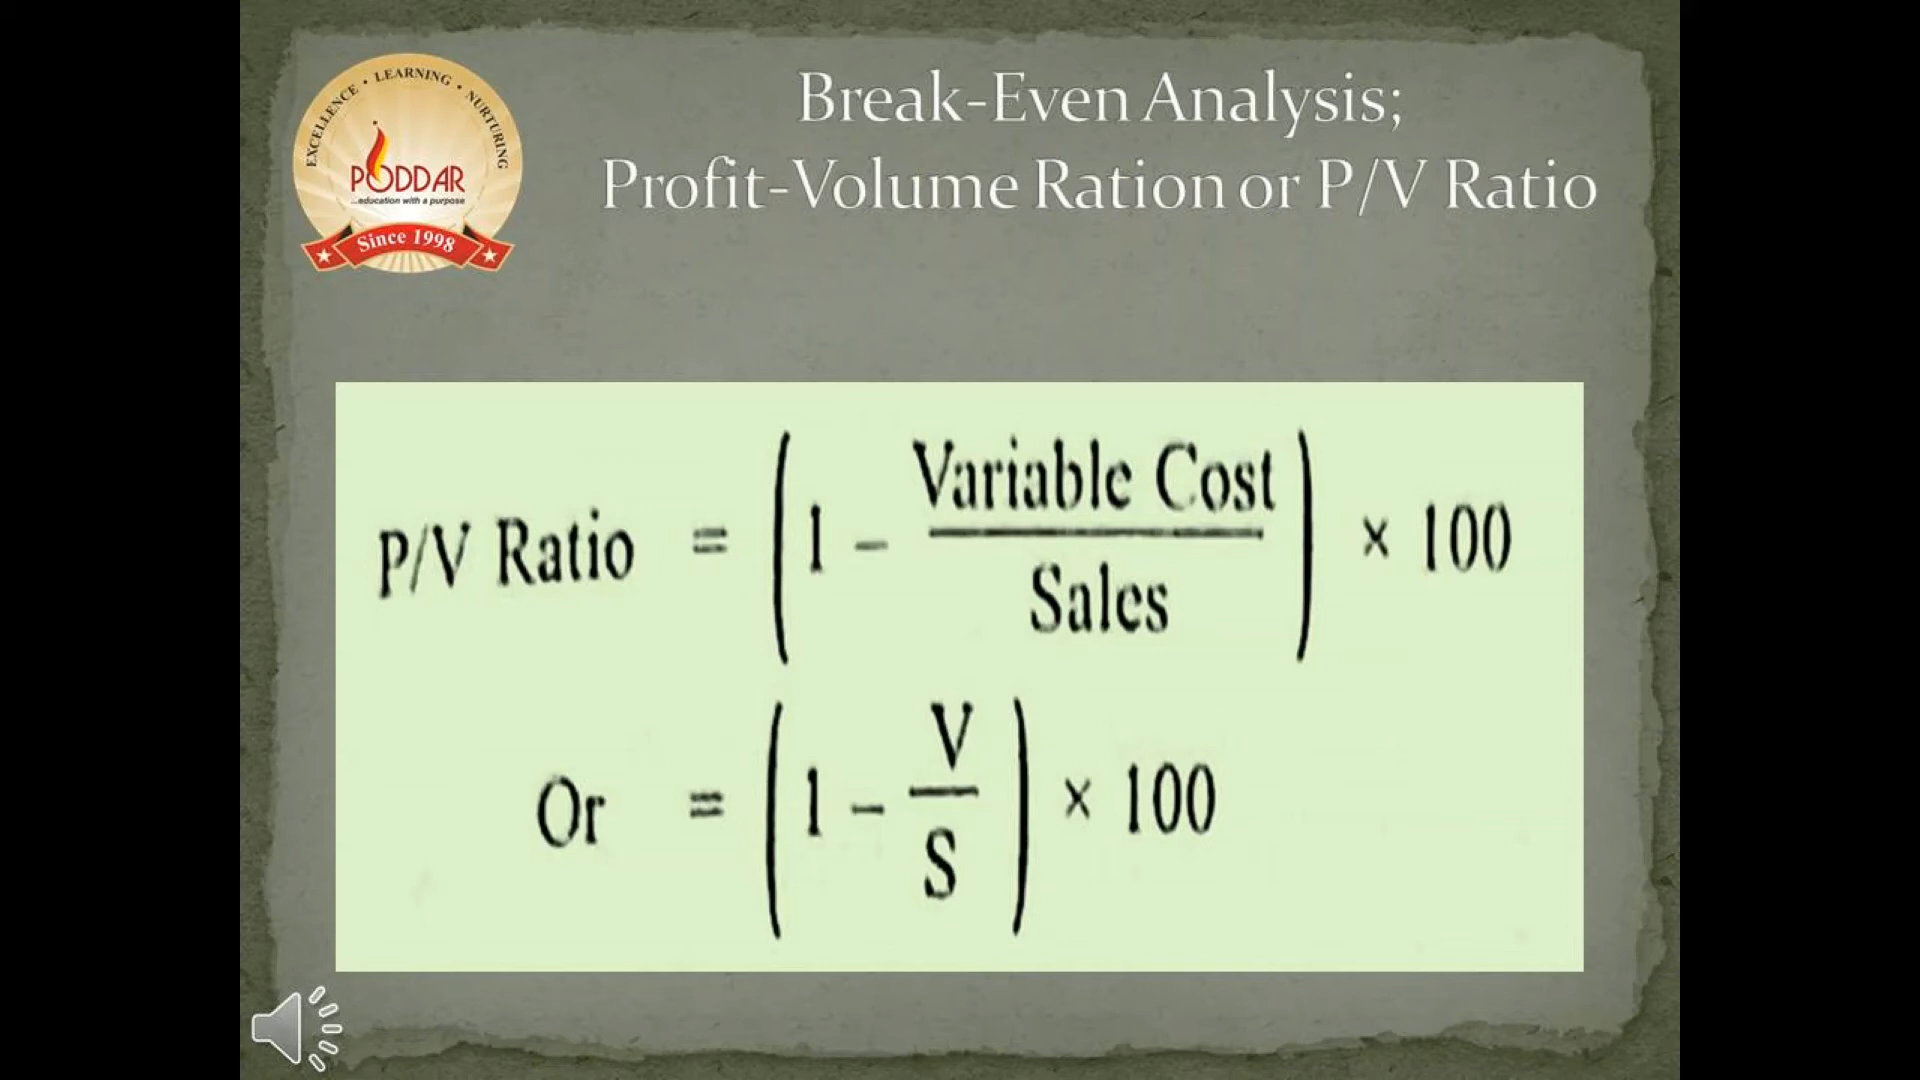 EXCELLENCE • LEARNING • NURTURING
PODDAR
...education with a purpose
Since 1998
Break-Even Analysis;
Profit-Volume Ration or P/V Ratio
P/V Ratio = ( 1 – Variable Cost / Sales ) × 100
Or = ( 1 – V / S ) × 100